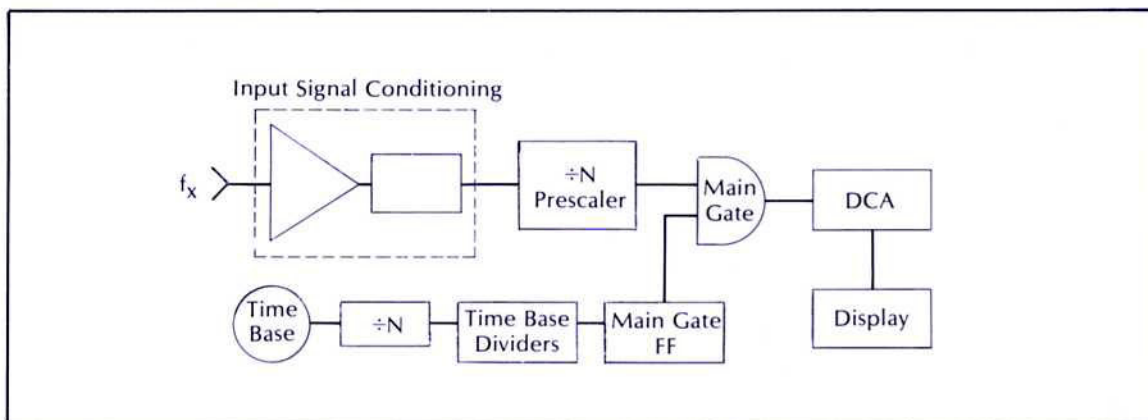 Input Signal Conditioning
fx
÷N
Prescaler
Main
Gate
DCA
Time
Base
÷N
Time Base
Dividers
Main Gate
FF
Display